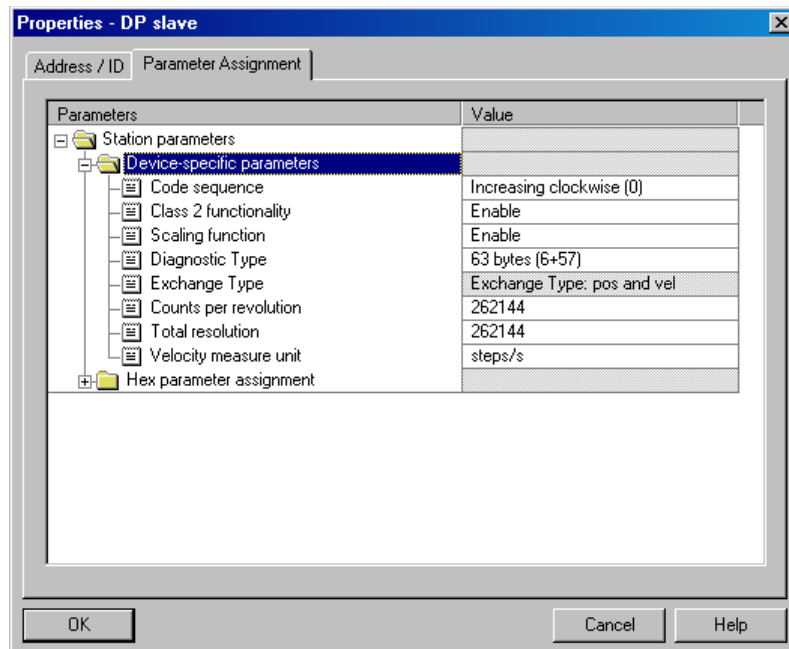 Properties - DP slave
Address / ID Parameter Assignment
Parameters Value
Station parameters
Device-specific parameters
Code sequence Increasing clockwise (0)
Class 2 functionality Enable
Scaling function Enable
Diagnostic Type 63 bytes (6+57)
Exchange Type Exchange Type: pos and vel
Counts per revolution 262144
Total resolution 262144
Velocity measure unit steps/s
Hex parameter assignment
OK Cancel Help